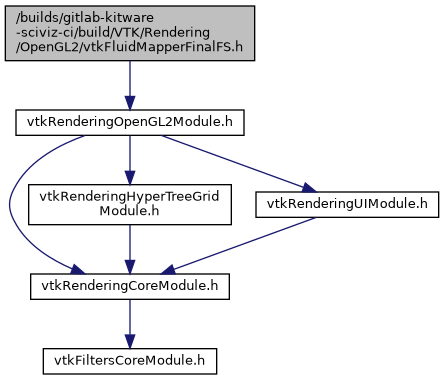 /builds/gitlab-kitware
-sciviz-ci/build/VTK/Rendering
/OpenGL2/vtkFluidMapperFinalFS.h
vtkRenderingOpenGL2Module.h
vtkRenderingHyperTreeGrid
Module.h
vtkRenderingUIModule.h
vtkRenderingCoreModule.h
vtkFiltersCoreModule.h